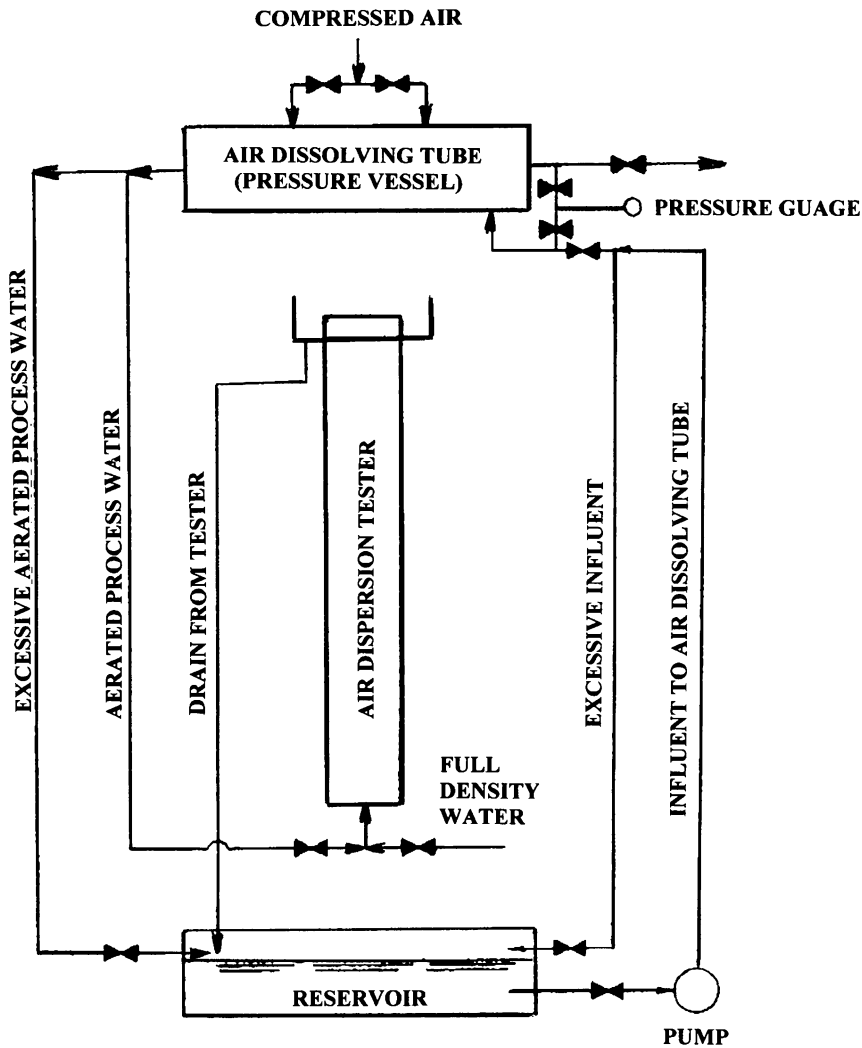 COMPRESSED AIR
AIR DISSOLVING TUBE
(PRESSURE VESSEL)
PRESSURE GUAGE
EXCESSIVE AERATED PROCESS WATER
AERATED PROCESS WATER
DRAIN FROM TESTER
AIR DISPERSION TESTER
EXCESSIVE INFLUENT
INFLUENT TO AIR DISSOLVING TUBE
FULL
DENSITY
WATER
RESERVOIR
PUMP